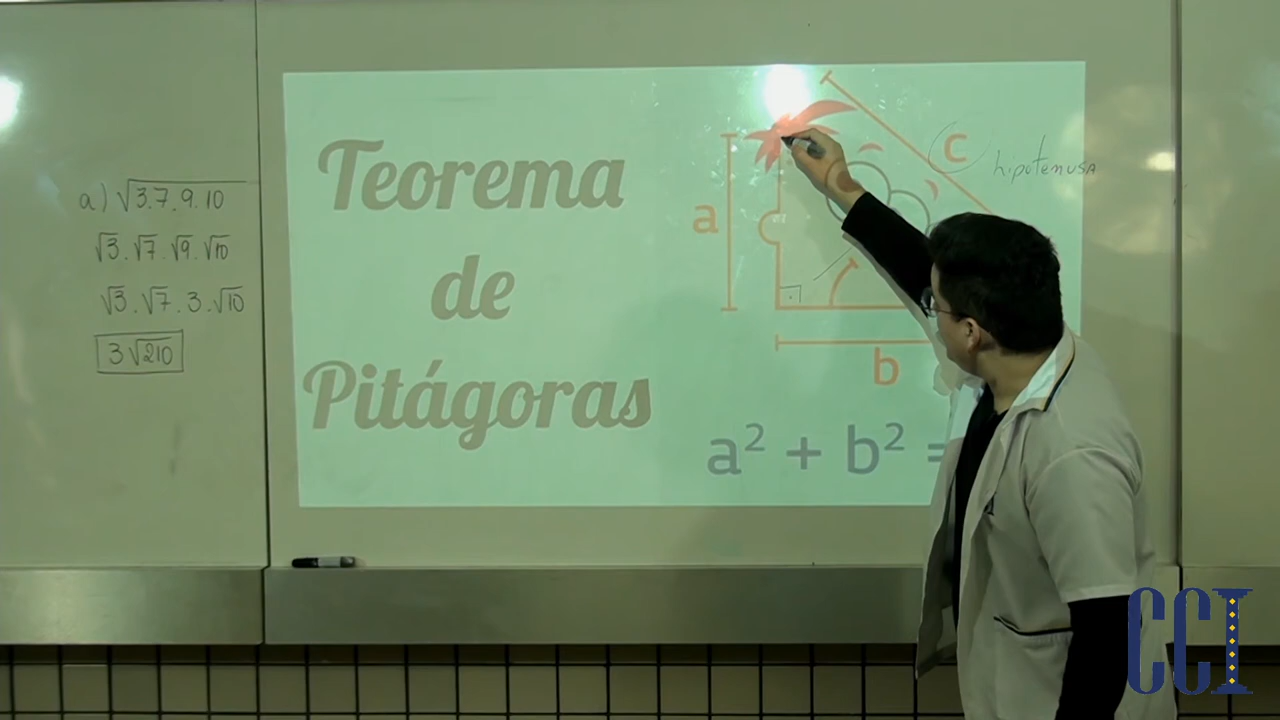 a) √3.7.9.10
√3 . √7 . √9 . √10
√3 . √7 . 3 . √10
3√210
Teorema
de
Pitágoras
c
hipotenusa
a
b
a² + b² =
CCI